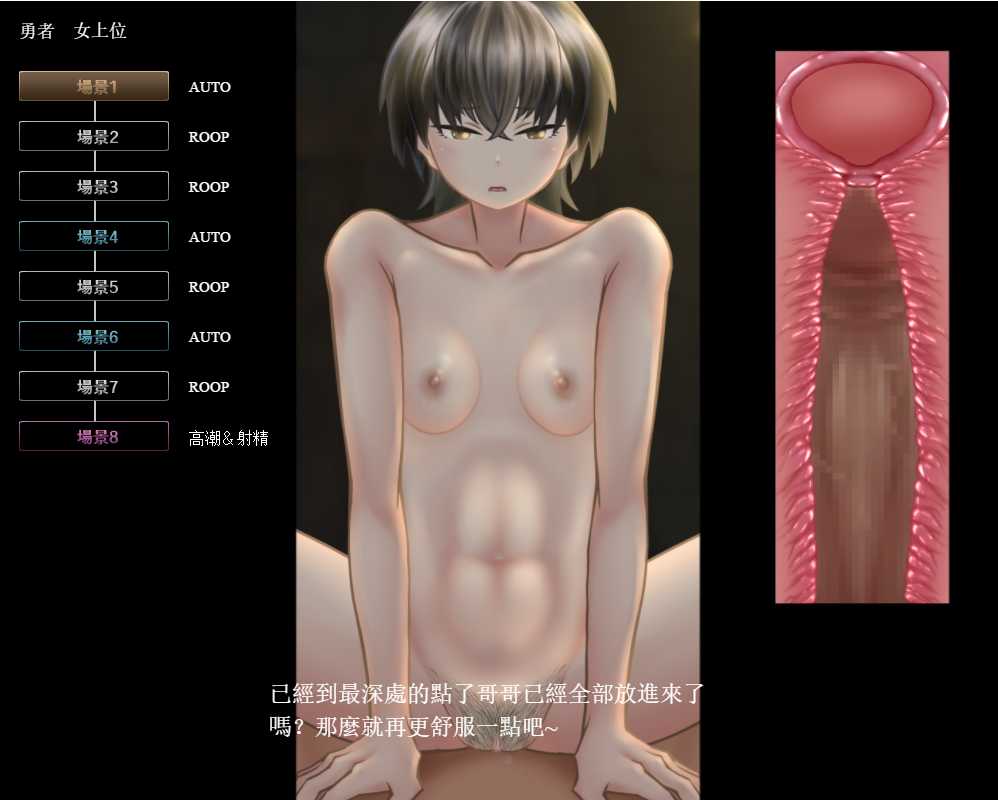 勇者　女上位
場景1 AUTO
場景2 ROOP
場景3 ROOP
場景4 AUTO
場景5 ROOP
場景6 AUTO
場景7 ROOP
場景8 高潮＆射精
已經到最深處的點了哥哥已經全部放進來了
嗎？那麼就再更舒服一點吧~